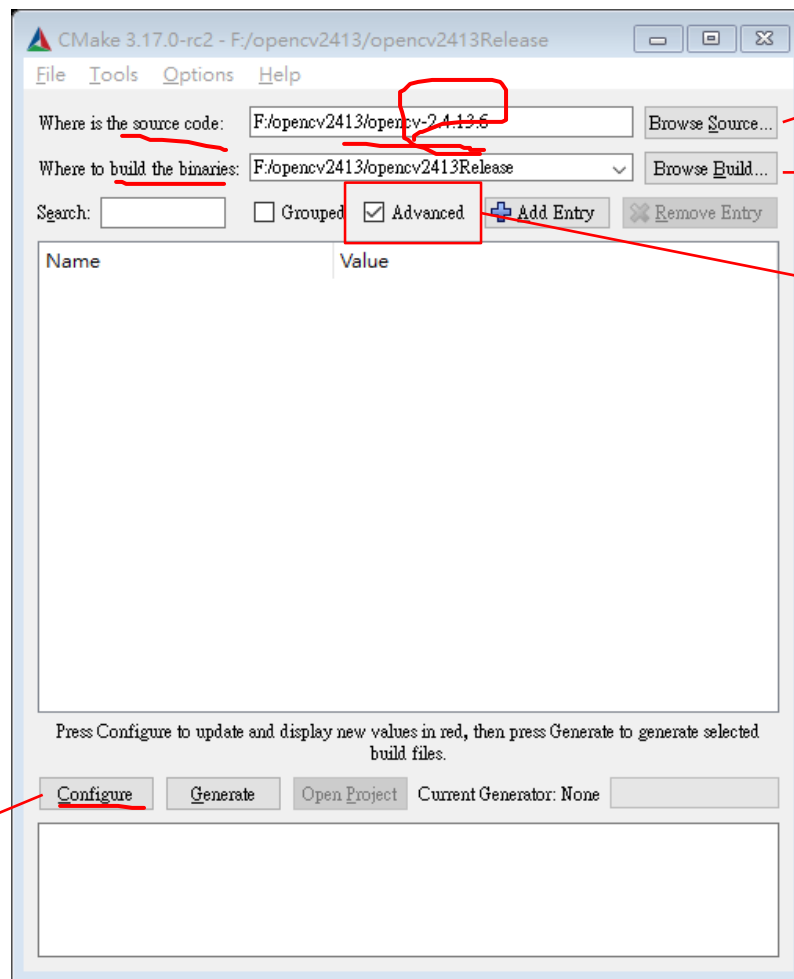 CMake 3.17.0-rc2 - F:/opencv2413/opencv2413Release
File Tools Options Help
Where is the source code: F:/opencv2413/opencv-2.4.13.6 Browse Source...
Where to build the binaries: F:/opencv2413/opencv2413Release Browse Build...
Search: Grouped Advanced Add Entry Remove Entry
Name Value
Press Configure to update and display new values in red, then press Generate to generate selected
build files.
Configure Generate Open Project Current Generator: None